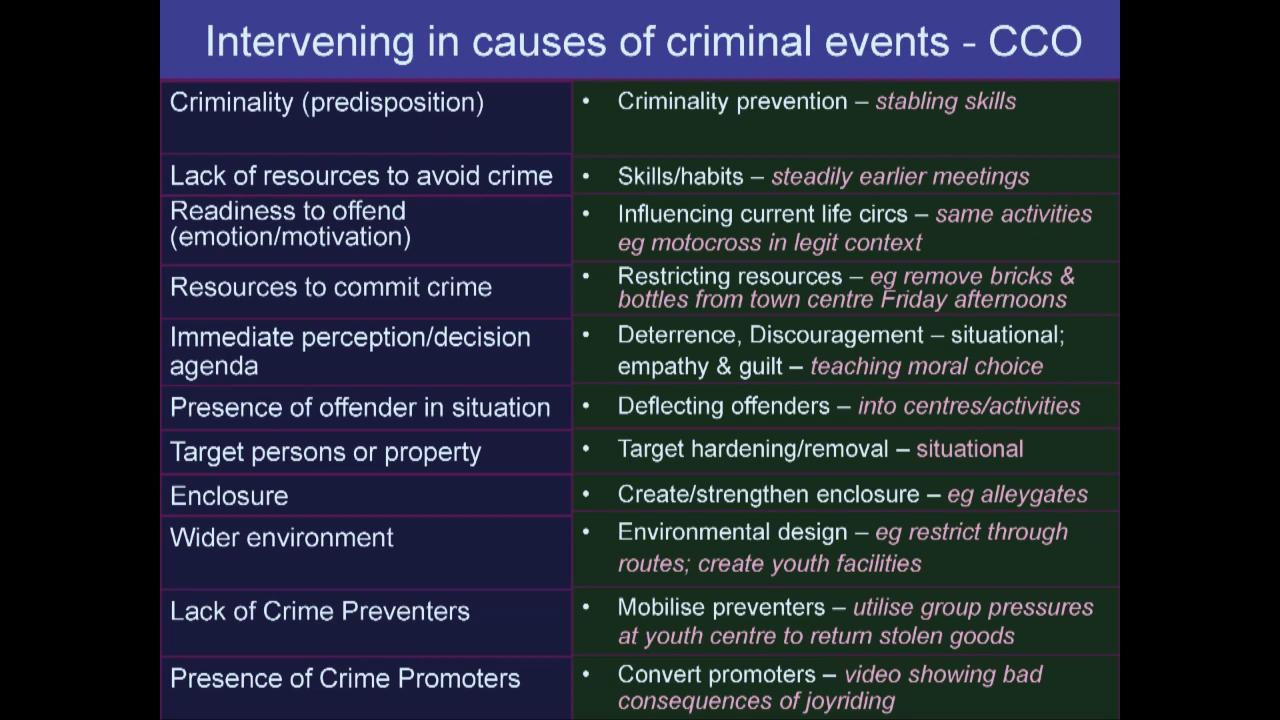 Intervening in causes of criminal events - CCO
Criminality (predisposition)
• Criminality prevention – stabling skills
Lack of resources to avoid crime
• Skills/habits – steadily earlier meetings
Readiness to offend
(emotion/motivation)
• Influencing current life circs – same activities
eg motocross in legit context
Resources to commit crime
• Restricting resources – eg remove bricks &
bottles from town centre Friday afternoons
Immediate perception/decision
agenda
• Deterrence, Discouragement – situational;
empathy & guilt – teaching moral choice
Presence of offender in situation
• Deflecting offenders – into centres/activities
Target persons or property
• Target hardening/removal – situational
Enclosure
• Create/strengthen enclosure – eg alleygates
Wider environment
• Environmental design – eg restrict through
routes; create youth facilities
Lack of Crime Preventers
• Mobilise preventers – utilise group pressures
at youth centre to return stolen goods
Presence of Crime Promoters
• Convert promoters – video showing bad
consequences of joyriding